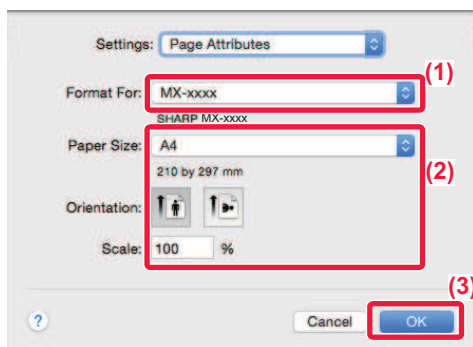 Settings: Page Attributes
(1)
Format For: MX-xxxx
SHARP MX-xxxx
Paper Size: A4
(2)
210 by 297 mm
Orientation:
Scale: 100 %
(3)
? Cancel OK